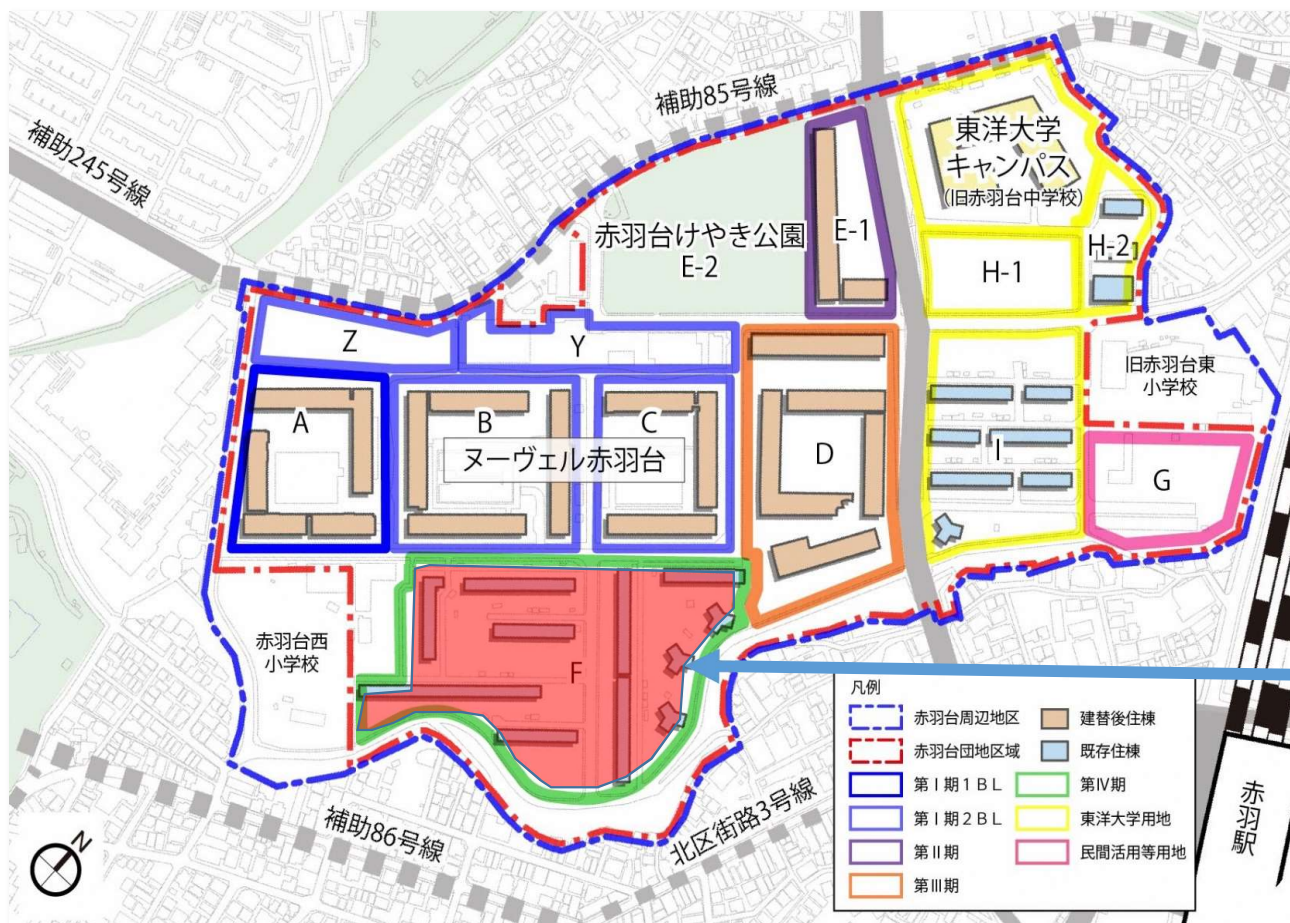 補助85号線
補助245号線
東洋大学
キャンパス
(旧赤羽台中学校)
赤羽台けやき公園
E-2
E-1
H-1
H-2
Z
Y
旧赤羽台東
小学校
A
B
C
D
I
G
ヌーヴェル赤羽台
赤羽台西
小学校
F
補助86号線
北区街路3号線
赤羽駅
N
凡例
赤羽台周辺地区
建替後住棟
赤羽台団地区域
既存住棟
第Ⅰ期1BL
第Ⅳ期
第Ⅰ期2BL
東洋大学用地
第Ⅱ期
民間活用等用地
第Ⅲ期